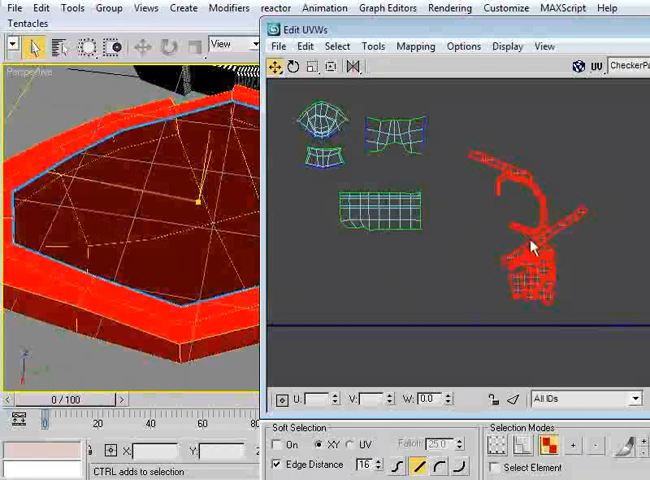 File Edit Tools Group Views Create Modifiers reactor Animation Graph Editors Rendering Customize MAXScript Help
Tentacles
View
Edit UVWs
File Edit Select Tools Mapping Options Display View
UV CheckerPa
Perspective
z
U: V: W: 0.0 All IDs
0 / 100
0 20 40 60 80
X: Y:
CTRL adds to selection
Soft Selection
On XY UV Falloff: 25.0
Edge Distance 16
Selection Modes
Select Element